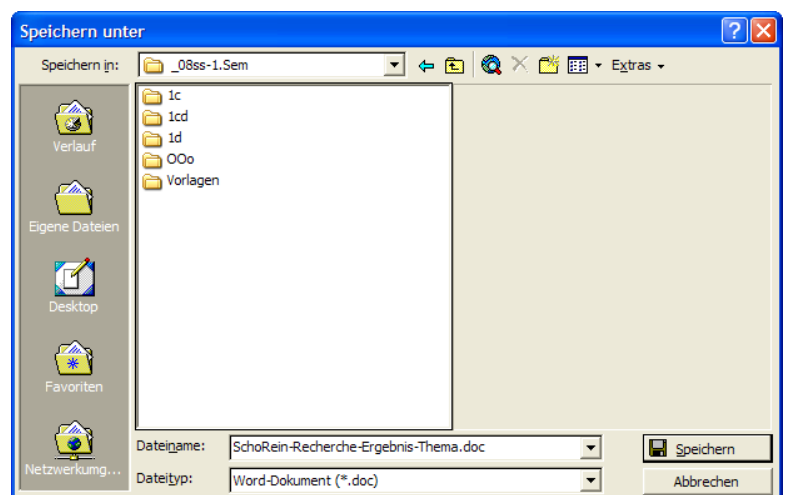 Speichern unter
Speichern in:
_08ss-1.Sem
Extras
1c
1cd
1d
OOo
Vorlagen
Verlauf
Eigene Dateien
Desktop
Favoriten
Netzwerkumg...
Dateiname:
SchoRein-Recherche-Ergebnis-Thema.doc
Speichern
Dateityp:
Word-Dokument (*.doc)
Abbrechen